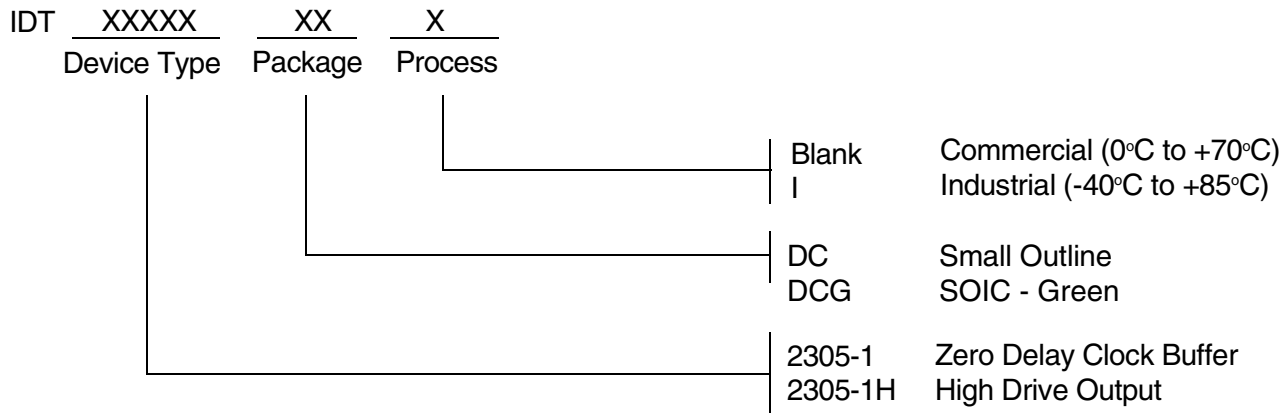 IDT XXXXX XX X
Device Type Package Process
Blank Commercial (0°C to +70°C)
I Industrial (-40°C to +85°C)
DC Small Outline
DCG SOIC - Green
2305-1 Zero Delay Clock Buffer
2305-1H High Drive Output